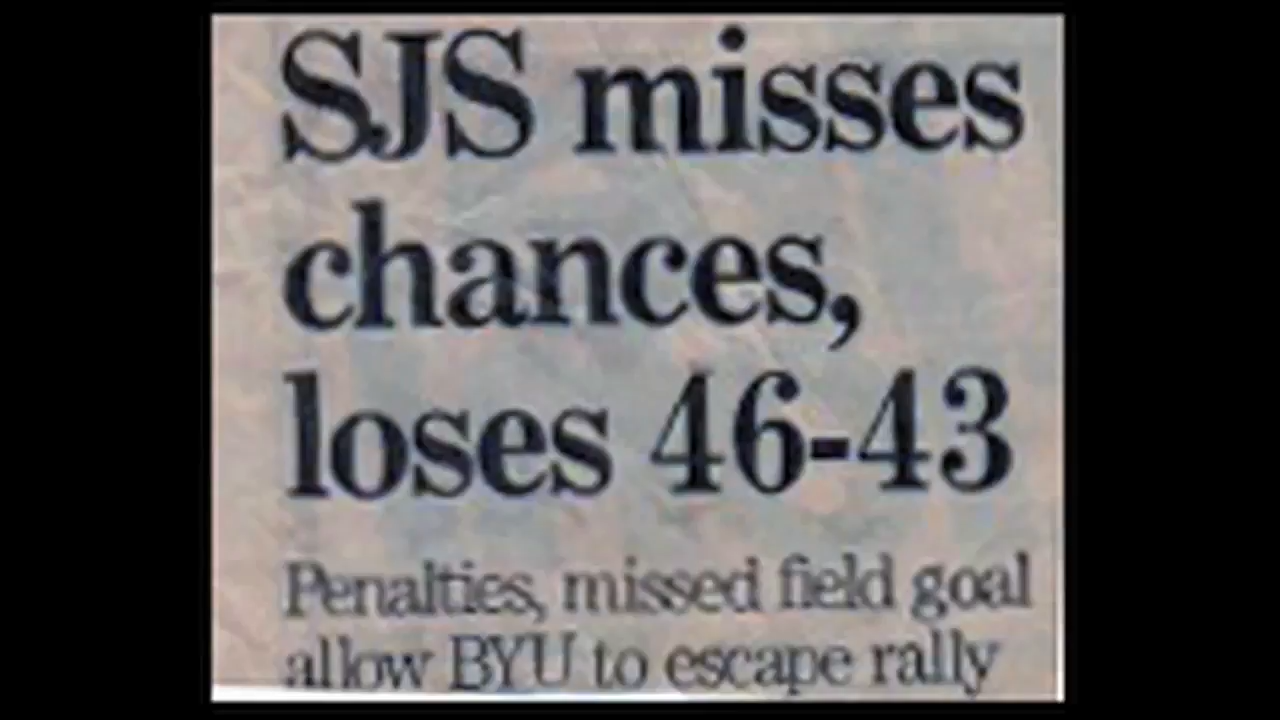 SJS misses
chances,
loses 46-43
Penalties, missed field goal
allow BYU to escape rally